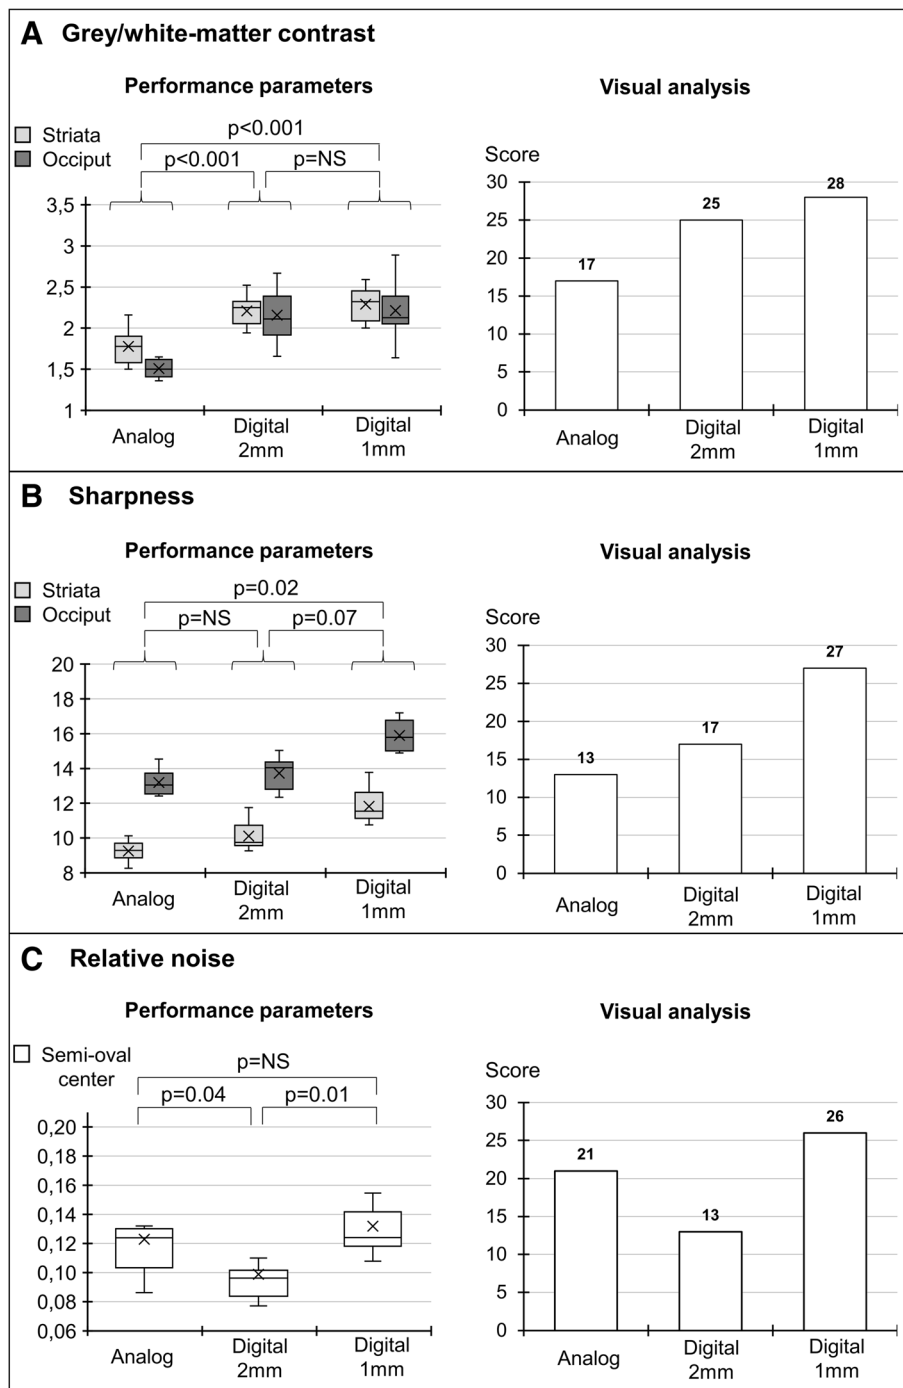 A Grey/white-matter contrast
Performance parameters
Striata
Occiput
p<0.001
p<0.001
p=NS
3,5
3
2,5
2
1,5
1
Analog
Digital
2mm
Digital
1mm
Visual analysis
Score
30
25
20
15
10
5
0
17
25
28
Analog
Digital
2mm
Digital
1mm
B Sharpness
Performance parameters
Striata
Occiput
p=0.02
p=NS
p=0.07
20
18
16
14
12
10
8
Analog
Digital
2mm
Digital
1mm
Visual analysis
Score
30
25
20
15
10
5
0
13
17
27
Analog
Digital
2mm
Digital
1mm
C Relative noise
Performance parameters
Semi-oval
center
p=NS
p=0.04
p=0.01
0,20
0,18
0,16
0,14
0,12
0,10
0,08
0,06
Analog
Digital
2mm
Digital
1mm
Visual analysis
Score
30
25
20
15
10
5
0
21
13
26
Analog
Digital
2mm
Digital
1mm